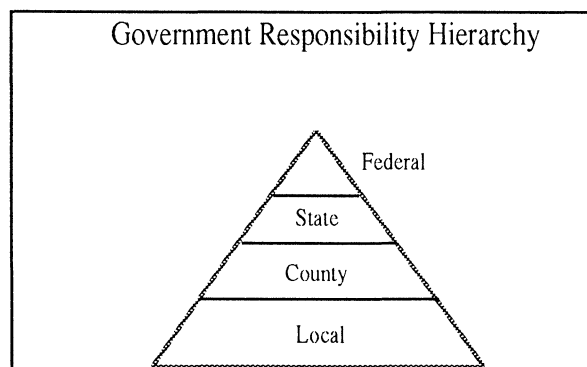 Government Responsibility Hierarchy
Federal
State
County
Local